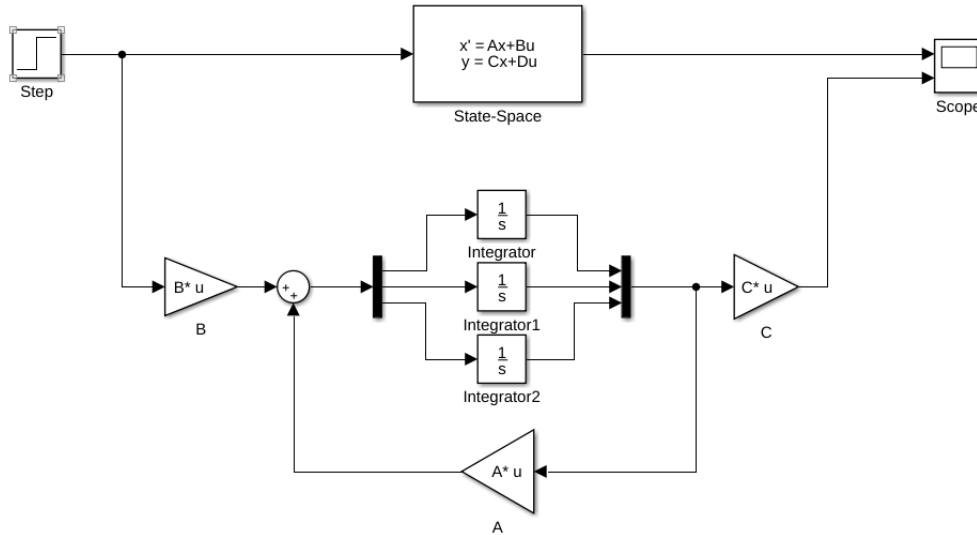 x' = Ax+Bu
y = Cx+Du
Step
State-Space
Scope
1
s
Integrator
B* u
+
+
1
s
C* u
Integrator1
B
C
1
s
Integrator2
A* u
A